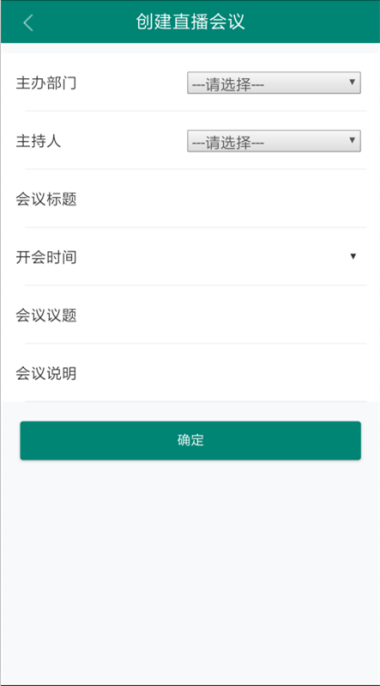 创建直播会议
主办部门 ---请选择---
主持人 ---请选择---
会议标题
开会时间
会议议题
会议说明
确定